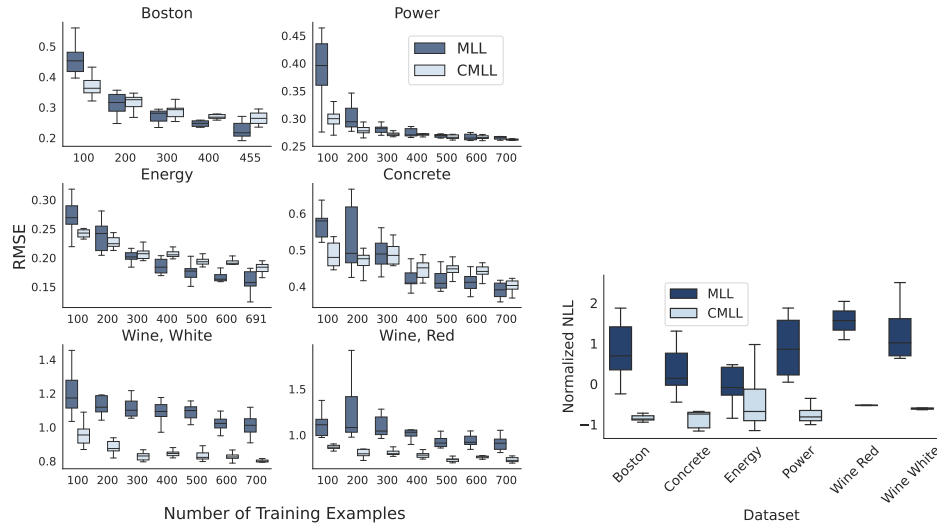 Boston
Power
0.5
0.4
0.3
0.2
100 200 300 400 455
0.45
0.40
0.35
0.30
0.25
MLL
CMLL
100 200 300 400 500 600 700
Energy
Concrete
RMSE
0.30
0.25
0.20
0.15
100 200 300 400 500 600 691
0.6
0.5
0.4
100 200 300 400 500 600 700
Wine, White
Wine, Red
1.4
1.2
1.0
0.8
100 200 300 400 500 600 700
1.5
1.0
100 200 300 400 500 600 700
Number of Training Examples
Normalized NLL
2
1
0
−1
MLL
CMLL
Boston
Concrete
Energy
Power
Wine Red
Wine White
Dataset